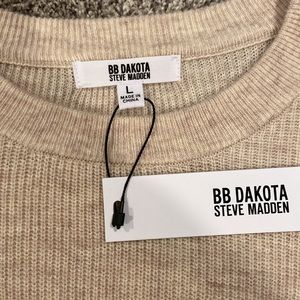 BB DAKOTA
STEVE MADDEN
L
MADE IN
CHINA
BB DAKOTA
STEVE MADDEN